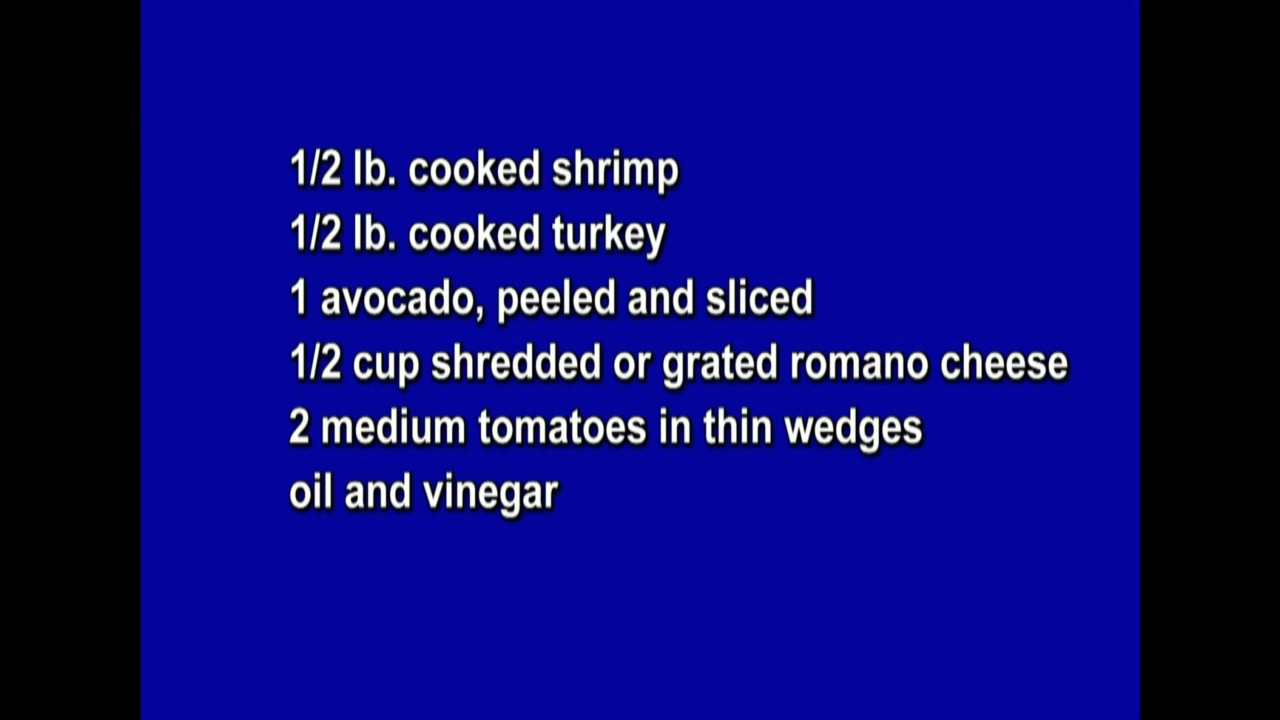 1/2 lb. cooked shrimp
1/2 lb. cooked turkey
1 avocado, peeled and sliced
1/2 cup shredded or grated romano cheese
2 medium tomatoes in thin wedges
oil and vinegar